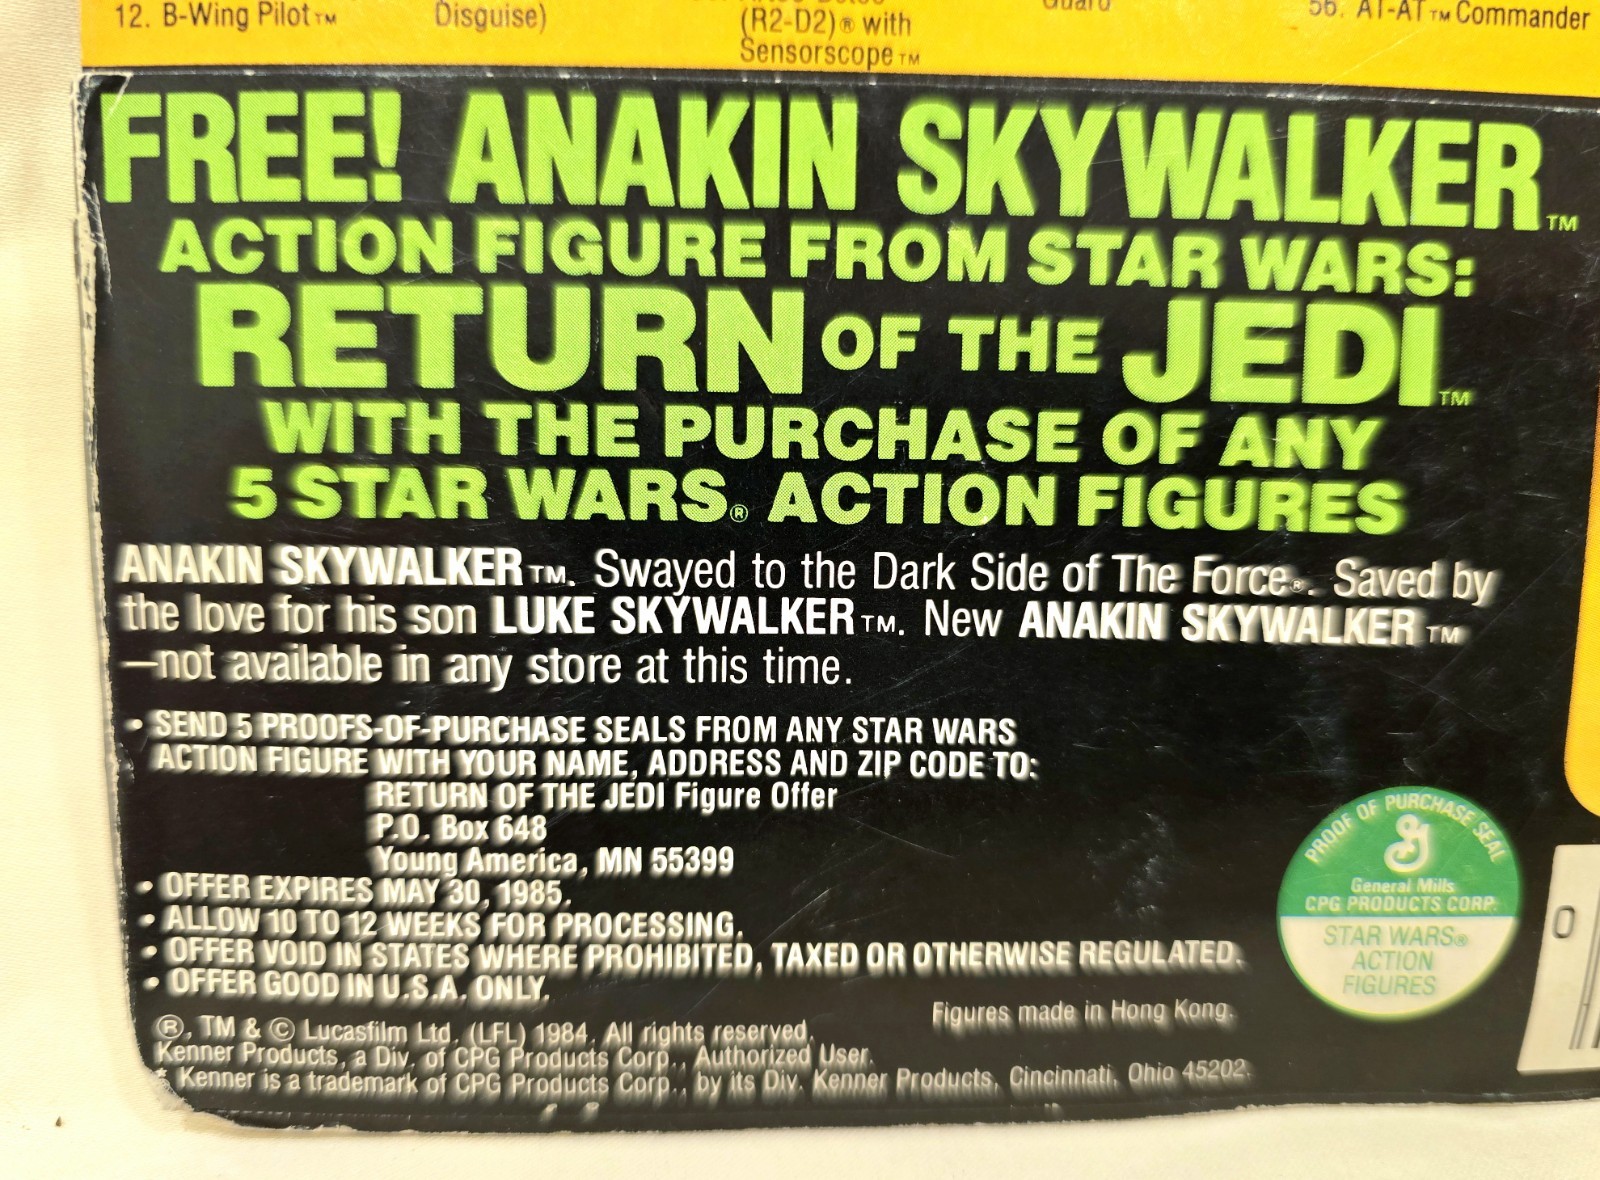 12. B-Wing Pilot™
Disguise)
(R2-D2)® with
Sensorscope™
Guard
56. AT-AT™ Commander
FREE! ANAKIN SKYWALKER™
ACTION FIGURE FROM STAR WARS:
RETURN OF THE JEDI™
WITH THE PURCHASE OF ANY
5 STAR WARS® ACTION FIGURES
ANAKIN SKYWALKER™. Swayed to the Dark Side of The Force®. Saved by
the love for his son LUKE SKYWALKER™. New ANAKIN SKYWALKER™
—not available in any store at this time.
• SEND 5 PROOFS-OF-PURCHASE SEALS FROM ANY STAR WARS
ACTION FIGURE WITH YOUR NAME, ADDRESS AND ZIP CODE TO:
RETURN OF THE JEDI Figure Offer
P.O. Box 648
Young America, MN 55399
• OFFER EXPIRES MAY 30, 1985.
• ALLOW 10 TO 12 WEEKS FOR PROCESSING.
• OFFER VOID IN STATES WHERE PROHIBITED, TAXED OR OTHERWISE REGULATED.
• OFFER GOOD IN U.S.A. ONLY.
Figures made in Hong Kong.
®, TM & © Lucasfilm Ltd. (LFL) 1984. All rights reserved.
Kenner Products, a Div. of CPG Products Corp., Authorized User.
* Kenner is a trademark of CPG Products Corp., by its Div. Kenner Products, Cincinnati, Ohio 45202.
PROOF OF PURCHASE SEAL
General Mills
CPG PRODUCTS CORP.
STAR WARS®
ACTION
FIGURES
0